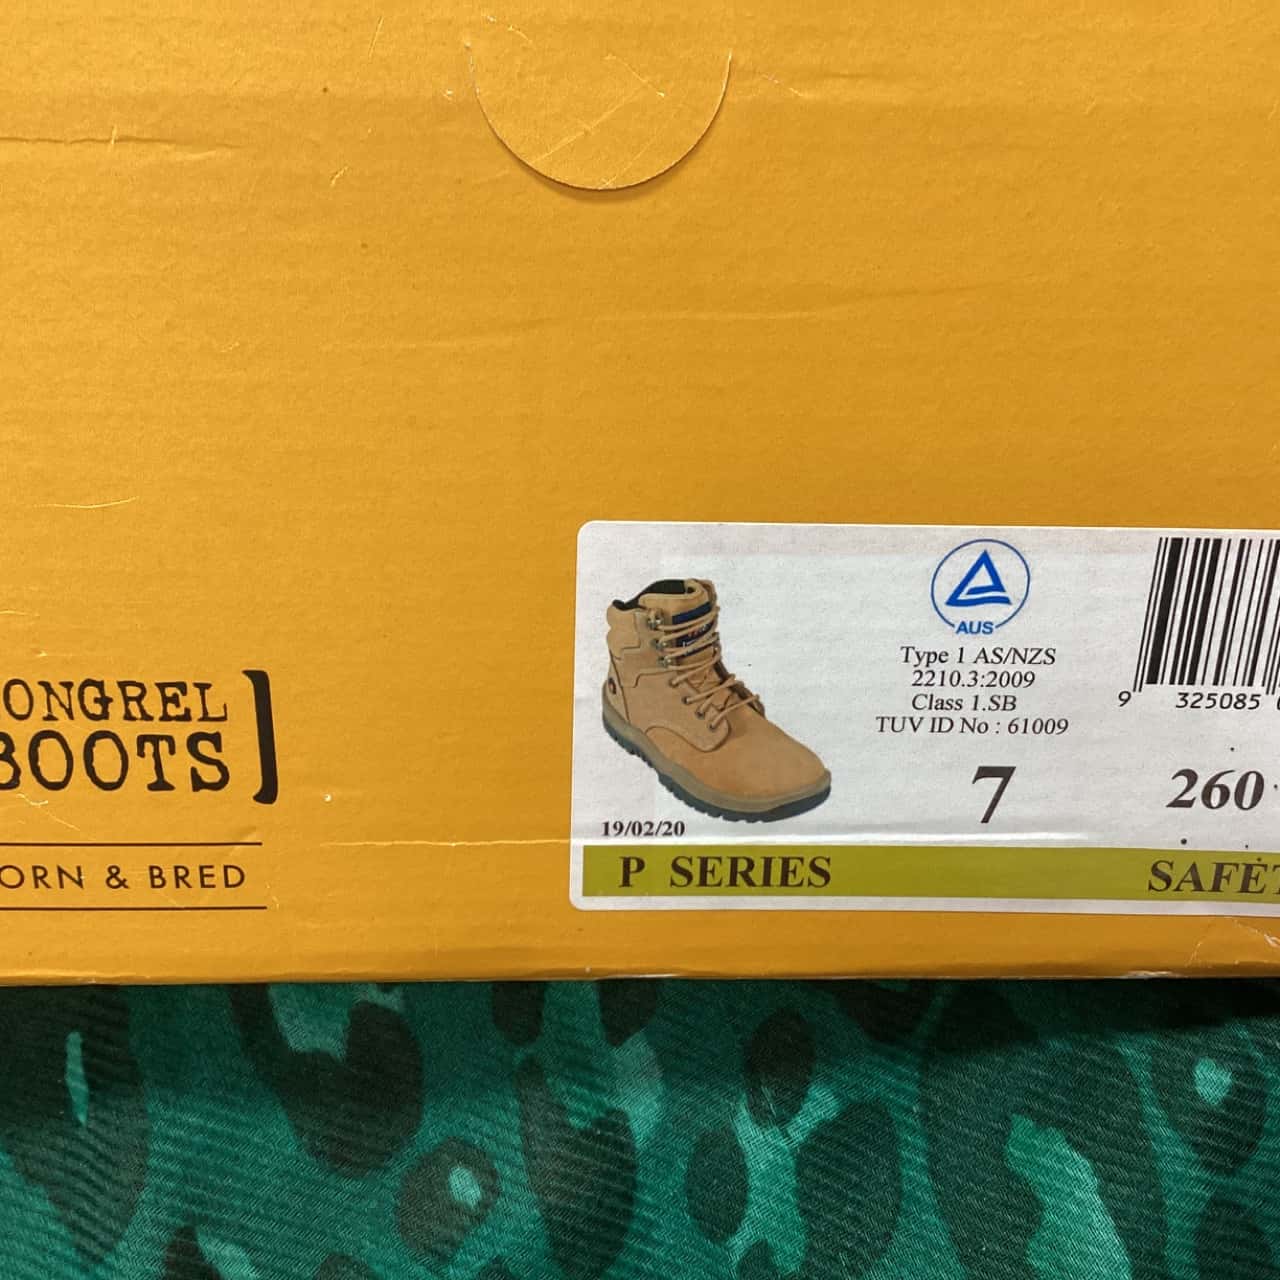 ONGREL
BOOTS
ORN & BRED
AUS
Type 1 AS/NZS
2210.3:2009
Class 1.SB
TUV ID No : 61009
9 325085
7
260
19/02/20
P SERIES
SAFET